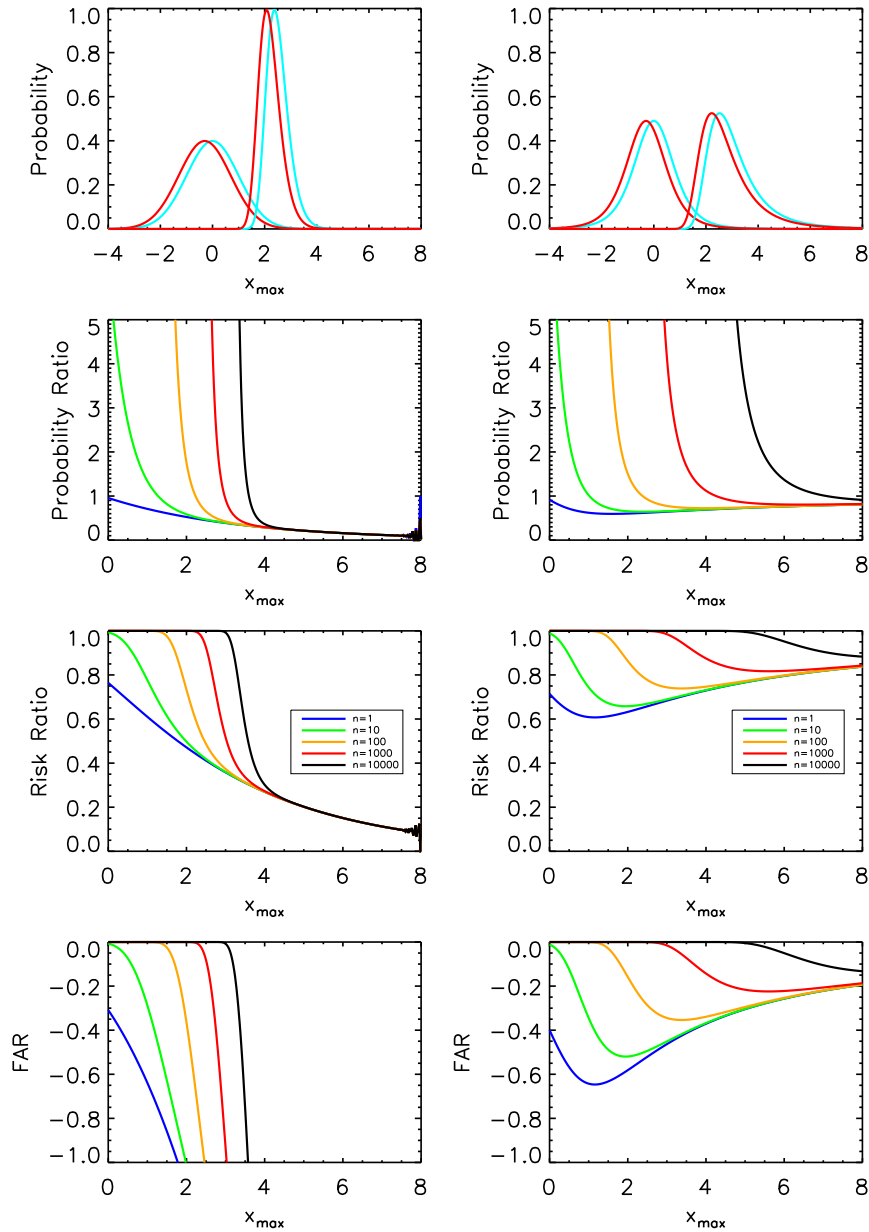 Probability
1.0
0.8
0.6
0.4
0.2
0.0
−4 −2 0 2 4 6 8
x_max
Probability
1.0
0.8
0.6
0.4
0.2
0.0
−4 −2 0 2 4 6 8
x_max
Probability Ratio
5
4
3
2
1
0
0 2 4 6 8
x_max
Probability Ratio
5
4
3
2
1
0
0 2 4 6 8
x_max
Risk Ratio
1.0
0.8
0.6
0.4
0.2
0.0
n=1
n=10
n=100
n=1000
n=10000
0 2 4 6 8
x_max
Risk Ratio
1.0
0.8
0.6
0.4
0.2
0.0
n=1
n=10
n=100
n=1000
n=10000
0 2 4 6 8
x_max
FAR
0.0
−0.2
−0.4
−0.6
−0.8
−1.0
0 2 4 6 8
x_max
FAR
0.0
−0.2
−0.4
−0.6
−0.8
−1.0
0 2 4 6 8
x_max